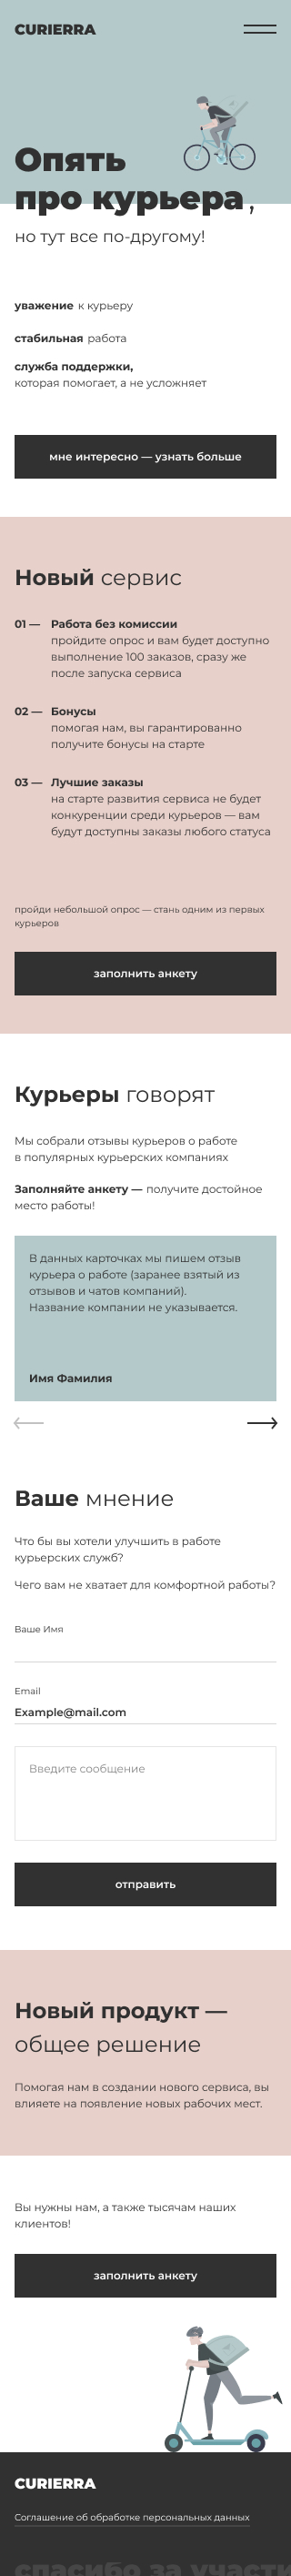 CURIERRA
Опять
про курьера,
но тут все по-другому!
уважение к курьеру
стабильная работа
служба поддержки,
которая помогает, а не усложняет
мне интересно — узнать больше
Новый сервис
01 — Работа без комиссии
пройдите опрос и вам будет доступно
выполнение 100 заказов, сразу же
после запуска сервиса
02 — Бонусы
помогая нам, вы гарантированно
получите бонусы на старте
03 — Лучшие заказы
на старте развития сервиса не будет
конкуренции среди курьеров — вам
будут доступны заказы любого статуса
пройди небольшой опрос — стань одним из первых
курьеров
заполнить анкету
Курьеры говорят
Мы собрали отзывы курьеров о работе
в популярных курьерских компаниях
Заполняйте анкету — получите достойное
место работы!
В данных карточках мы пишем отзыв
курьера о работе (заранее взятый из
отзывов и чатов компаний).
Название компании не указывается.
Имя Фамилия
Ваше мнение
Что бы вы хотели улучшить в работе
курьерских служб?
Чего вам не хватает для комфортной работы?
Ваше Имя
Email
Example@mail.com
Введите сообщение
отправить
Новый продукт —
общее решение
Помогая нам в создании нового сервиса, вы
влияете на появление новых рабочих мест.
Вы нужны нам, а также тысячам наших
клиентов!
заполнить анкету
CURIERRA
Соглашение об обработке персональных данных
спасибо за участи